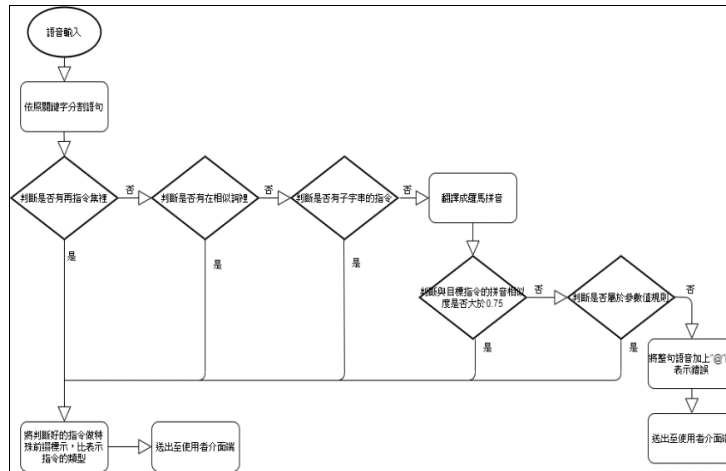 語音輸入
依照關鍵字分割語句
判斷是否有再指令集裡
否
判斷是否有在相似詞裡
否
判斷是否有子字串的指令
否
翻譯成羅馬拼音
是
是
是
判斷與目標指令的拼音相似
度是否大於0.75
否
判斷是否屬於參數值規則
否
是
是
將整句語音加上"@"
表示錯誤
將判斷好的指令做特
殊前綴標示，比表示
指令的類型
送出至使用者介面端
送出至使用者介面端